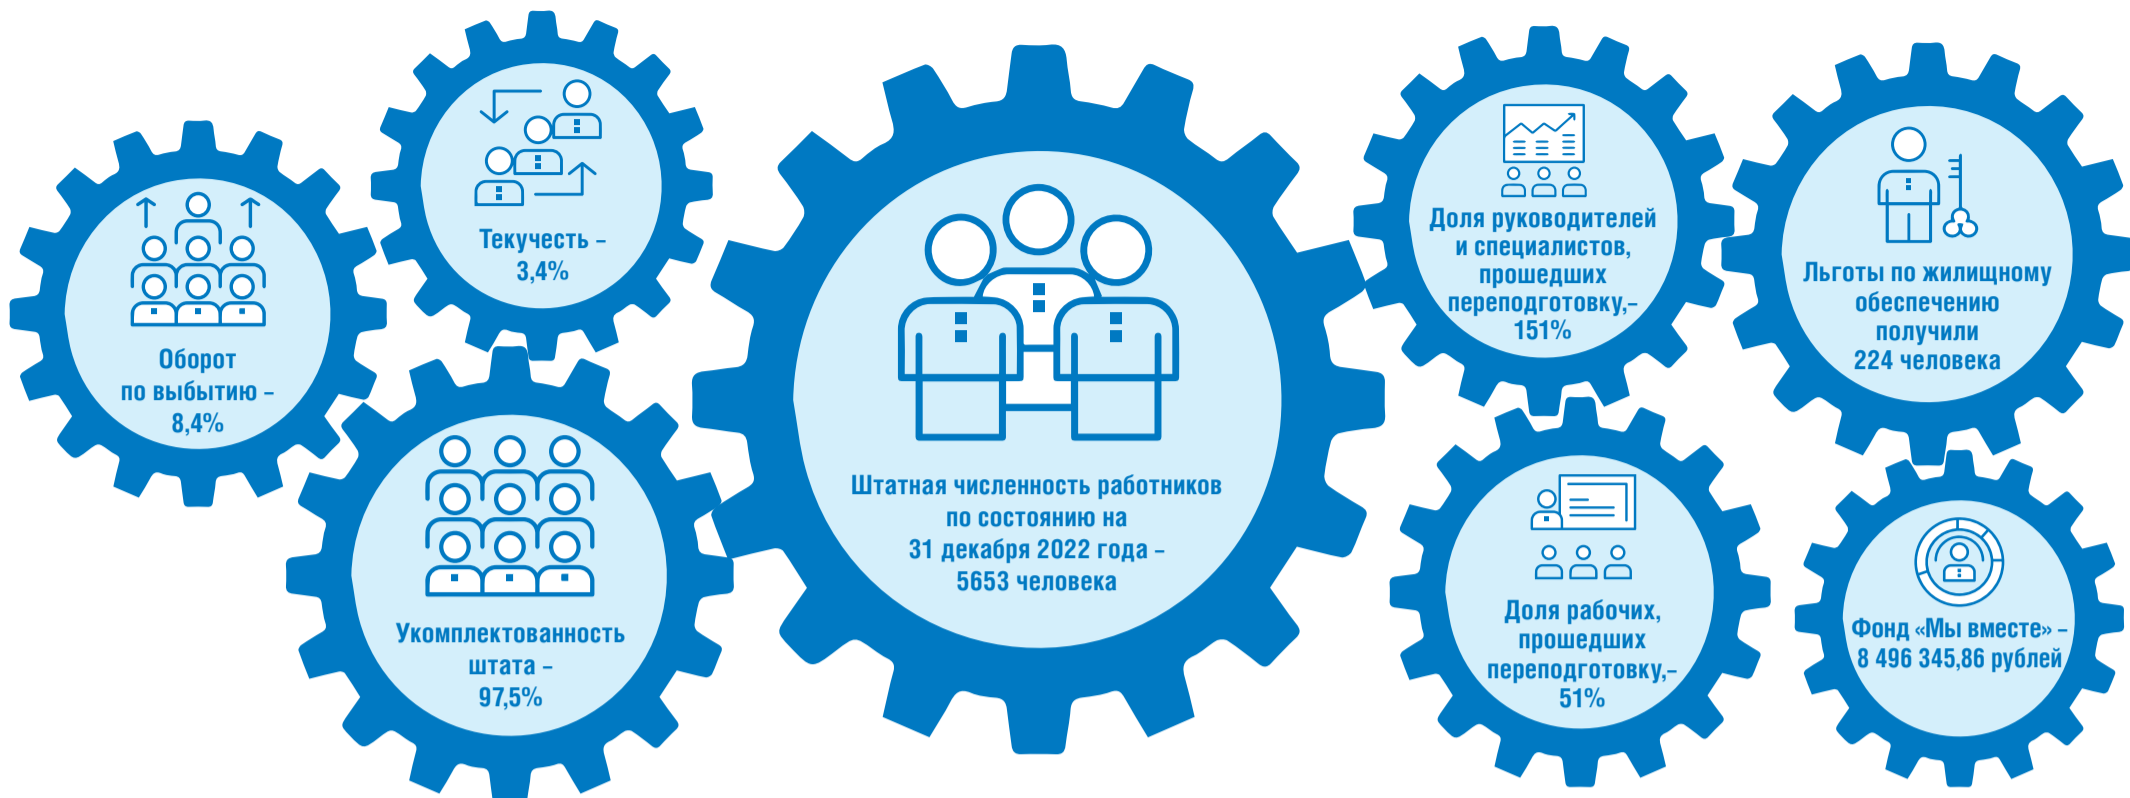 Оборот
по выбытию –
8,4%
Текучесть –
3,4%
Укомплектованность
штата –
97,5%
Штатная численность работников
по состоянию на
31 декабря 2022 года –
5653 человека
Доля руководителей
и специалистов,
прошедших
переподготовку,–
151%
Доля рабочих,
прошедших
переподготовку,–
51%
Льготы по жилищному
обеспечению
получили
224 человека
Фонд «Мы вместе» –
8 496 345,86 рублей